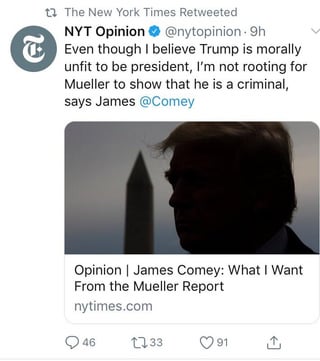 The New York Times Retweeted
NYT Opinion @nytopinion · 9h
Even though I believe Trump is morally
unfit to be president, I'm not rooting for
Mueller to show that he is a criminal,
says James @Comey
Opinion | James Comey: What I Want
From the Mueller Report
nytimes.com
46 33 91